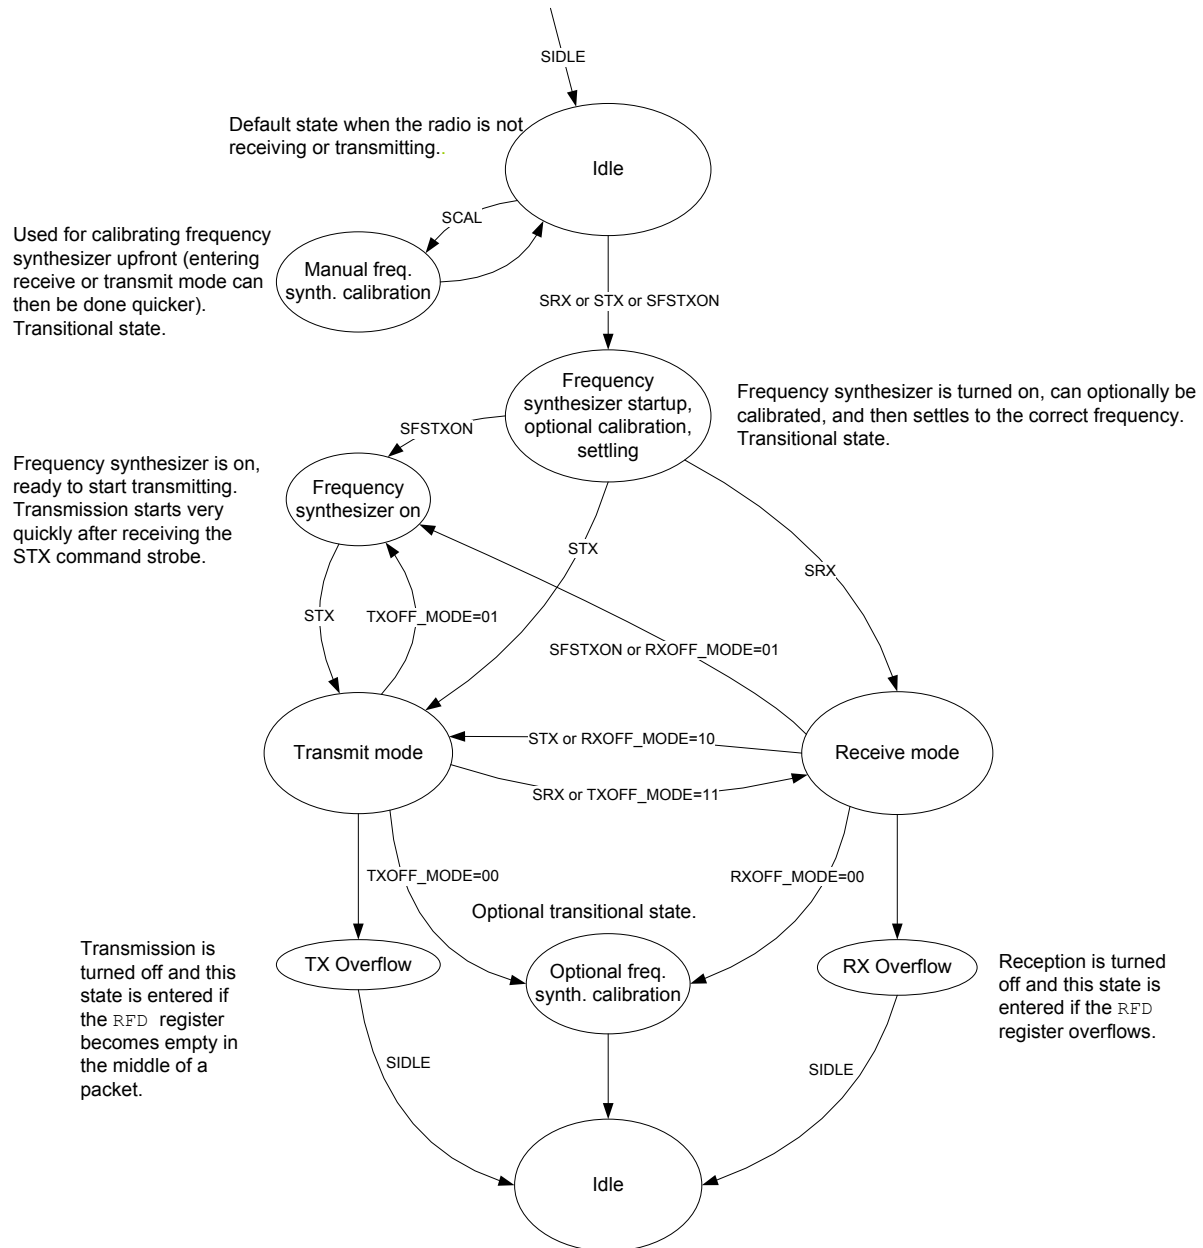 SIDLE
Default state when the radio is not
receiving or transmitting..
Idle
SCAL
Used for calibrating frequency
synthesizer upfront (entering
receive or transmit mode can
then be done quicker).
Transitional state.
Manual freq.
synth. calibration
SRX or STX or SFSTXON
Frequency
synthesizer startup,
optional calibration,
settling
Frequency synthesizer is turned on, can optionally be
calibrated, and then settles to the correct frequency.
Transitional state.
SFSTXON
Frequency synthesizer is on,
ready to start transmitting.
Transmission starts very
quickly after receiving the
STX command strobe.
Frequency
synthesizer on
STX
SRX
STX
TXOFF_MODE=01
SFSTXON or RXOFF_MODE=01
Transmit mode
STX or RXOFF_MODE=10
Receive mode
SRX or TXOFF_MODE=11
TXOFF_MODE=00
RXOFF_MODE=00
Optional transitional state.
Transmission is
turned off and this
state is entered if
the RFD register
becomes empty in
the middle of a
packet.
TX Overflow
Optional freq.
synth. calibration
RX Overflow
Reception is turned
off and this state is
entered if the RFD
register overflows.
SIDLE
SIDLE
Idle